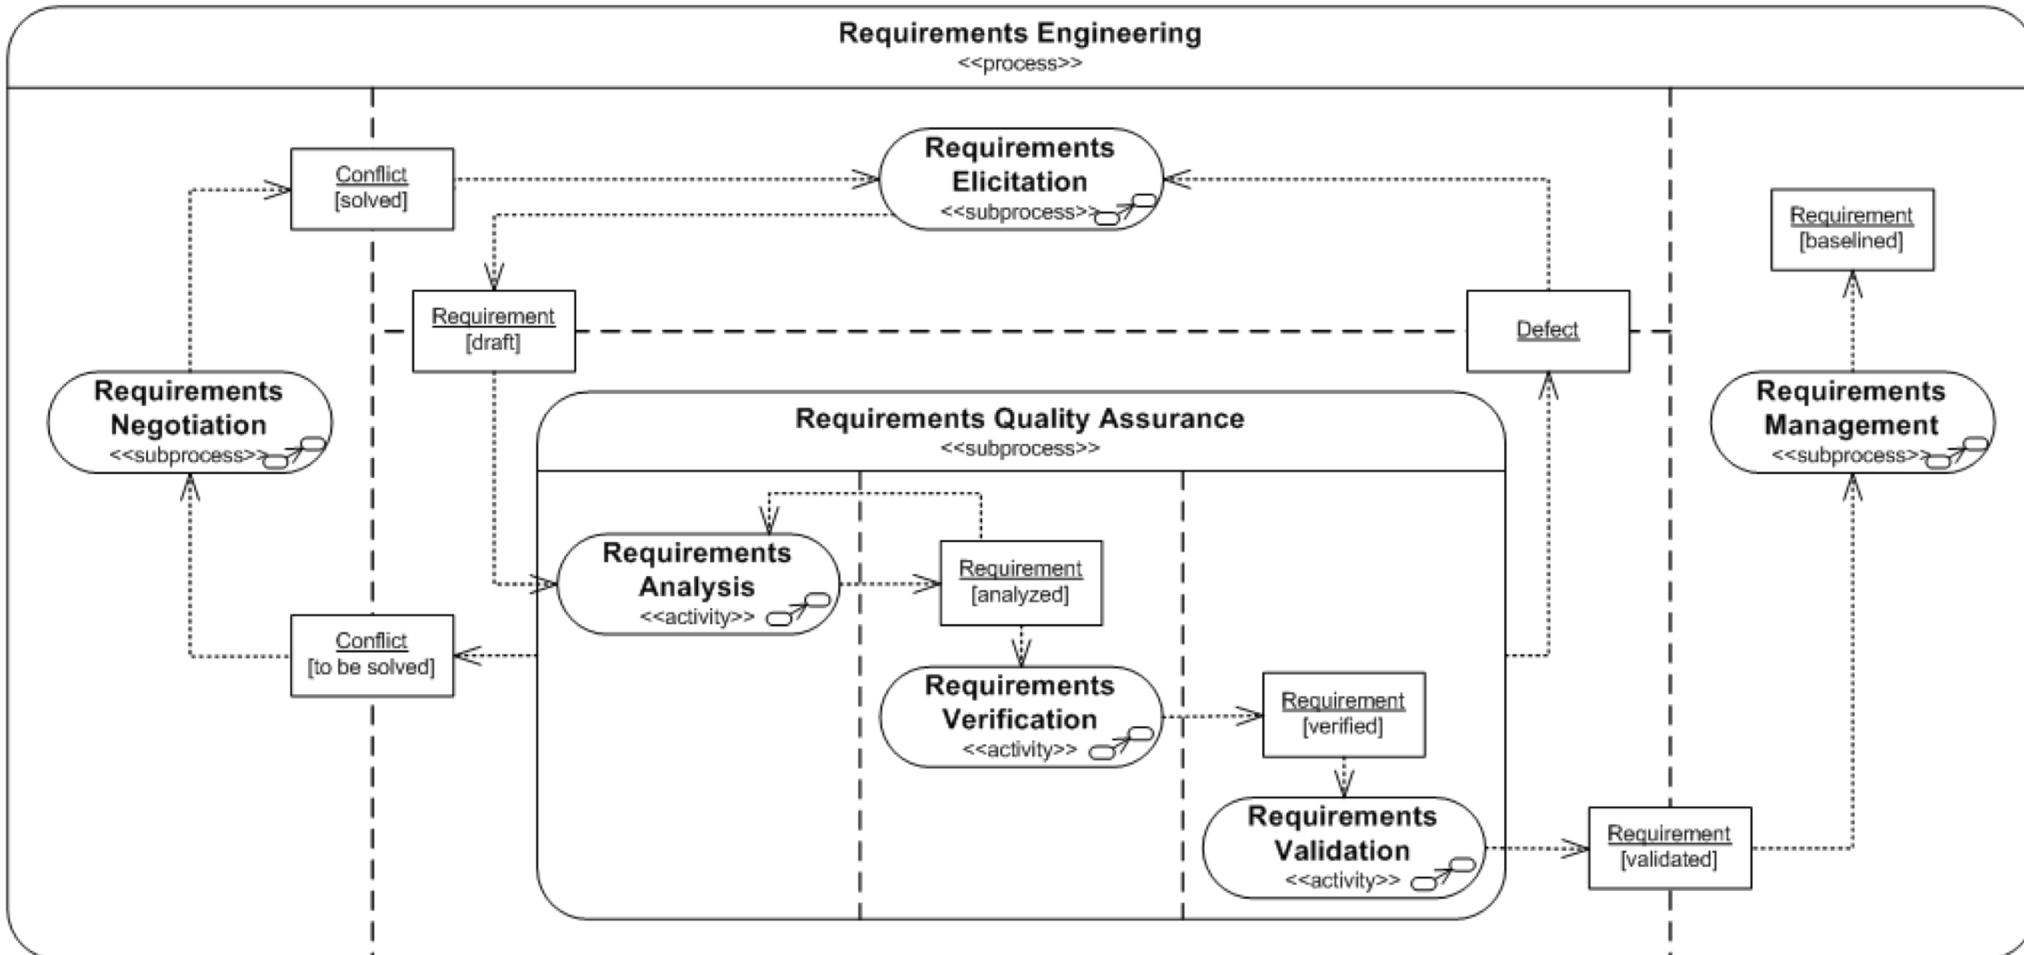 Requirements Engineering
<<process>>
Conflict
[solved]
Requirements
Elicitation
<<subprocess>>
Requirement
[baselined]
Requirement
[draft]
Defect
Requirements
Negotiation
<<subprocess>>
Requirements Quality Assurance
<<subprocess>>
Requirements
Management
<<subprocess>>
Requirements
Analysis
<<activity>>
Requirement
[analyzed]
Conflict
[to be solved]
Requirements
Verification
<<activity>>
Requirement
[verified]
Requirements
Validation
<<activity>>
Requirement
[validated]